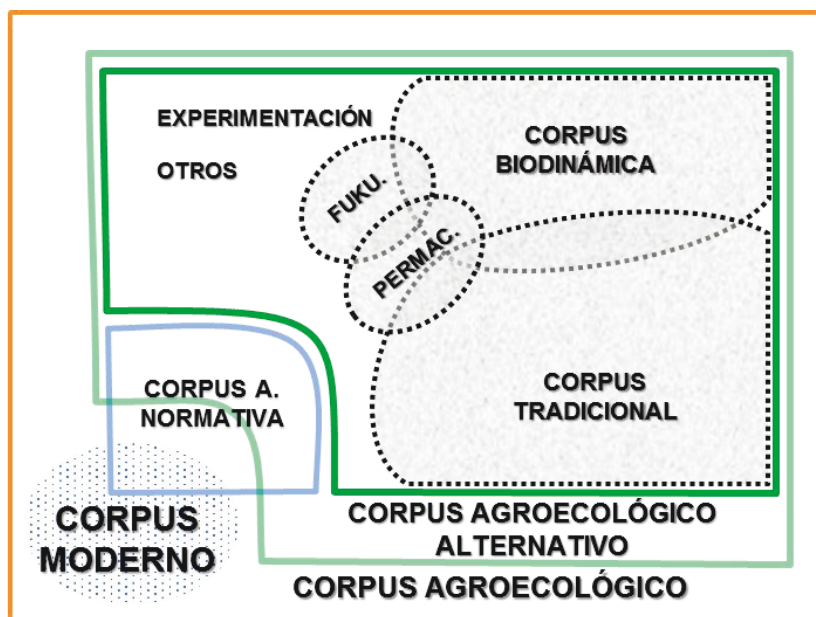 EXPERIMENTACIÓN
OTROS
CORPUS
BIODINÁMICA
FUKU.
PERMAC.
CORPUS A.
NORMATIVA
CORPUS
TRADICIONAL
CORPUS
MODERNO
CORPUS AGROECOLÓGICO
ALTERNATIVO
CORPUS AGROECOLÓGICO